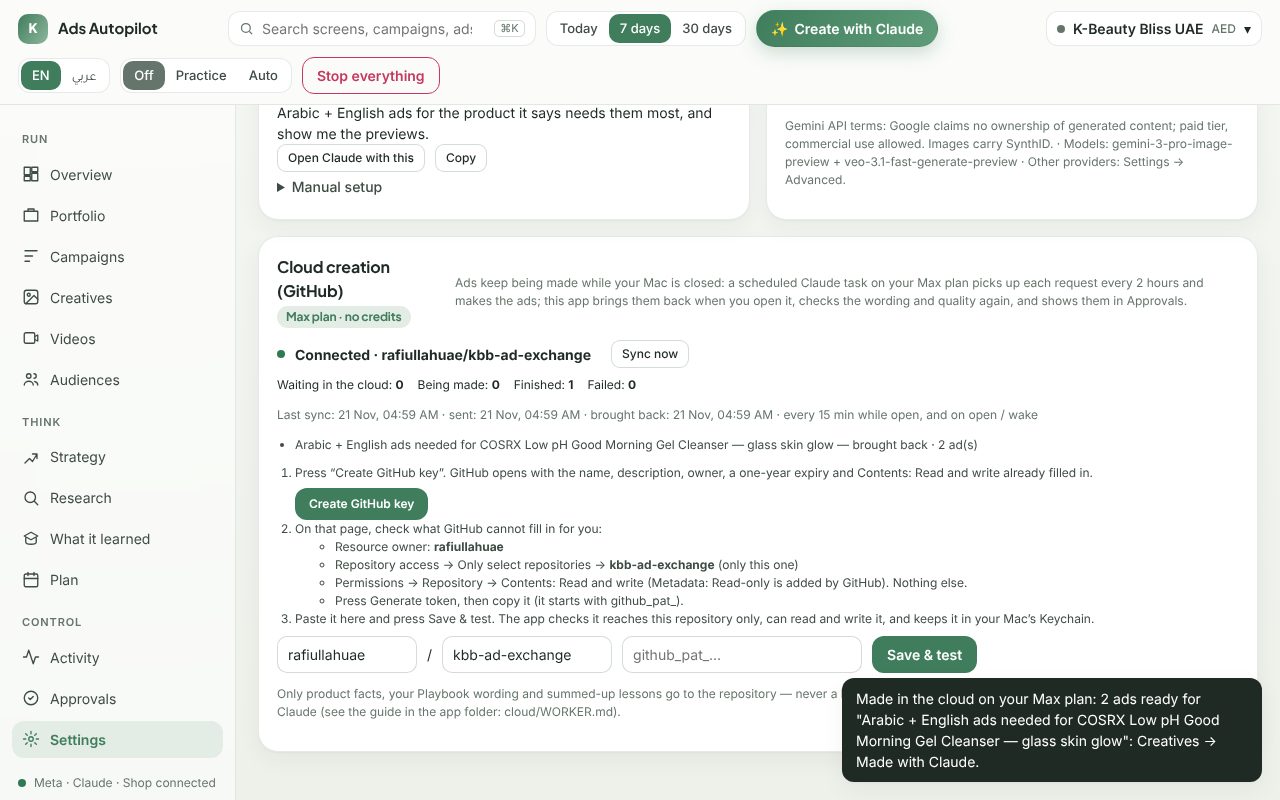 K
Ads Autopilot
Search screens, campaigns, ads
⌘K
Today
7 days
30 days
✨ Create with Claude
K-Beauty Bliss UAE AED ▾
EN
عربي
Off
Practice
Auto
Stop everything
RUN
Overview
Portfolio
Campaigns
Creatives
Videos
Audiences
THINK
Strategy
Research
What it learned
Plan
CONTROL
Activity
Approvals
Settings
Meta · Claude · Shop connected
Arabic + English ads for the product it says needs them most, and
show me the previews.
Open Claude with this
Copy
▶ Manual setup
Gemini API terms: Google claims no ownership of generated content; paid tier,
commercial use allowed. Images carry SynthID. · Models: gemini-3-pro-image-
preview + veo-3.1-fast-generate-preview · Other providers: Settings →
Advanced.
Cloud creation
(GitHub)
Max plan · no credits
Ads keep being made while your Mac is closed: a scheduled Claude task on your Max plan picks up each request every 2 hours and
makes the ads; this app brings them back when you open it, checks the wording and quality again, and shows them in Approvals.
Connected · rafiullahuae/kbb-ad-exchange
Sync now
Waiting in the cloud: 0 Being made: 0 Finished: 1 Failed: 0
Last sync: 21 Nov, 04:59 AM · sent: 21 Nov, 04:59 AM · brought back: 21 Nov, 04:59 AM · every 15 min while open, and on open / wake
• Arabic + English ads needed for COSRX Low pH Good Morning Gel Cleanser — glass skin glow — brought back · 2 ad(s)
1. Press “Create GitHub key”. GitHub opens with the name, description, owner, a one-year expiry and Contents: Read and write already filled in.
Create GitHub key
2. On that page, check what GitHub cannot fill in for you:
Resource owner: rafiullahuae
Repository access → Only select repositories → kbb-ad-exchange (only this one)
Permissions → Repository → Contents: Read and write (Metadata: Read-only is added by GitHub). Nothing else.
Press Generate token, then copy it (it starts with github_pat_).
3. Paste it here and press Save & test. The app checks it reaches this repository only, can read and write it, and keeps it in your Mac’s Keychain.
rafiullahuae
/
kbb-ad-exchange
github_pat_...
Save & test
Only product facts, your Playbook wording and summed-up lessons go to the repository — never a
Claude (see the guide in the app folder: cloud/WORKER.md).
Made in the cloud on your Max plan: 2 ads ready for
"Arabic + English ads needed for COSRX Low pH Good
Morning Gel Cleanser — glass skin glow": Creatives →
Made with Claude.